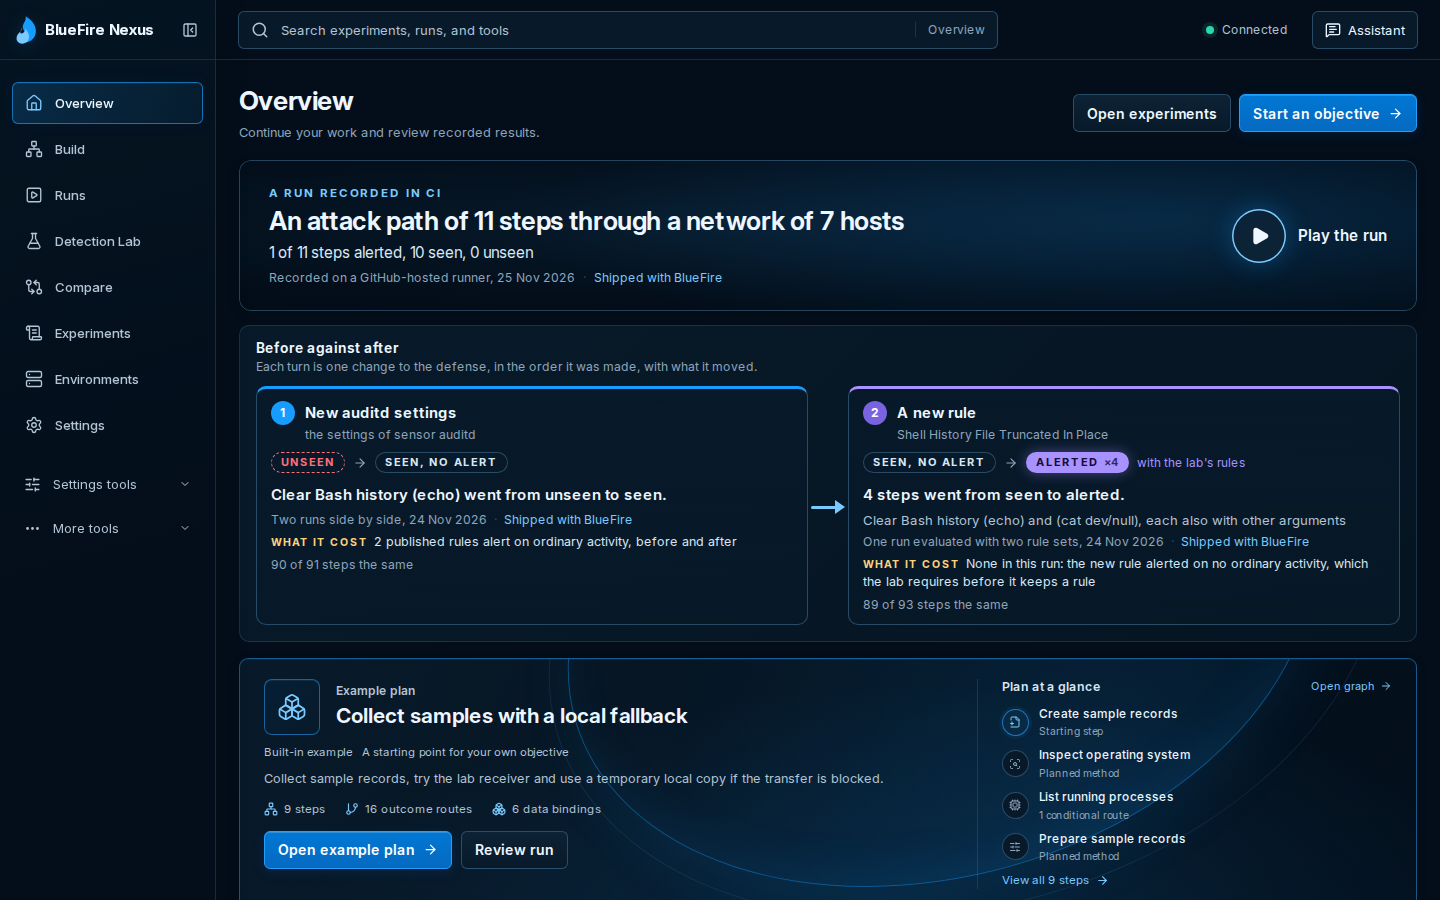 BlueFire Nexus
Search experiments, runs, and tools
Overview
Connected
Assistant
Overview
Build
Runs
Detection Lab
Compare
Experiments
Environments
Settings
Settings tools
More tools
Overview
Continue your work and review recorded results.
Open experiments
Start an objective
A RUN RECORDED IN CI
An attack path of 11 steps through a network of 7 hosts
1 of 11 steps alerted, 10 seen, 0 unseen
Recorded on a GitHub-hosted runner, 25 Nov 2026 · Shipped with BlueFire
Play the run
Before against after
Each turn is one change to the defense, in the order it was made, with what it moved.
1 New auditd settings
the settings of sensor auditd
UNSEEN → SEEN, NO ALERT
Clear Bash history (echo) went from unseen to seen.
Two runs side by side, 24 Nov 2026 · Shipped with BlueFire
WHAT IT COST 2 published rules alert on ordinary activity, before and after
90 of 91 steps the same
2 A new rule
Shell History File Truncated In Place
SEEN, NO ALERT → ALERTED ×4 with the lab's rules
4 steps went from seen to alerted.
Clear Bash history (echo) and (cat dev/null), each also with other arguments
One run evaluated with two rule sets, 24 Nov 2026 · Shipped with BlueFire
WHAT IT COST None in this run: the new rule alerted on no ordinary activity, which
the lab requires before it keeps a rule
89 of 93 steps the same
Example plan
Collect samples with a local fallback
Built-in example A starting point for your own objective
Collect sample records, try the lab receiver and use a temporary local copy if the transfer is blocked.
9 steps 16 outcome routes 6 data bindings
Open example plan
Review run
Plan at a glance
Open graph
Create sample records
Starting step
Inspect operating system
Planned method
List running processes
1 conditional route
Prepare sample records
Planned method
View all 9 steps